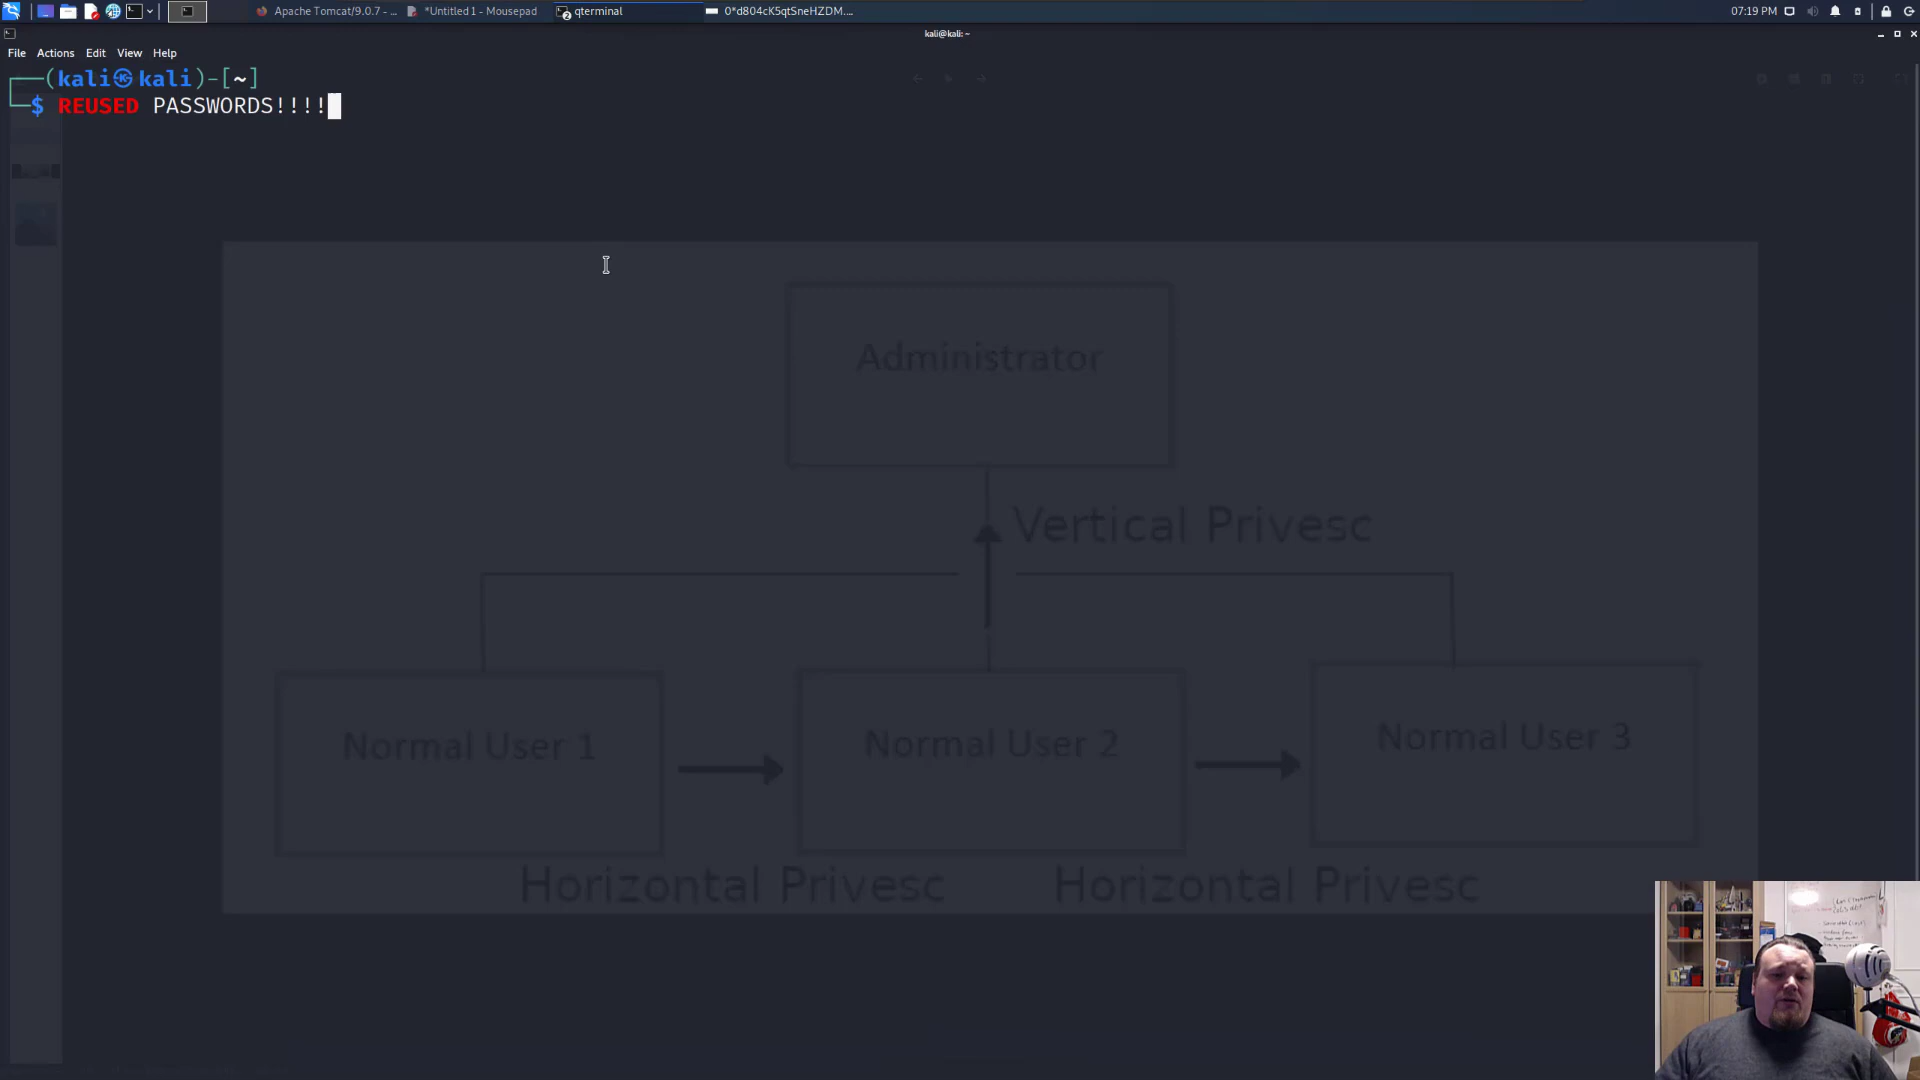 Apache Tomcat/9.0.7 - ...
*Untitled 1 - Mousepad
qterminal
0*d804cK5qtSneHZDM....
07:19 PM
kali@kali: ~
File Actions Edit View Help
┌──(kali㉿kali)-[~]
└─$ REUSED PASSWORDS!!!!
Administrator
Vertical Privesc
Normal User 1
Normal User 2
Normal User 3
Horizontal Privesc
Horizontal Privesc